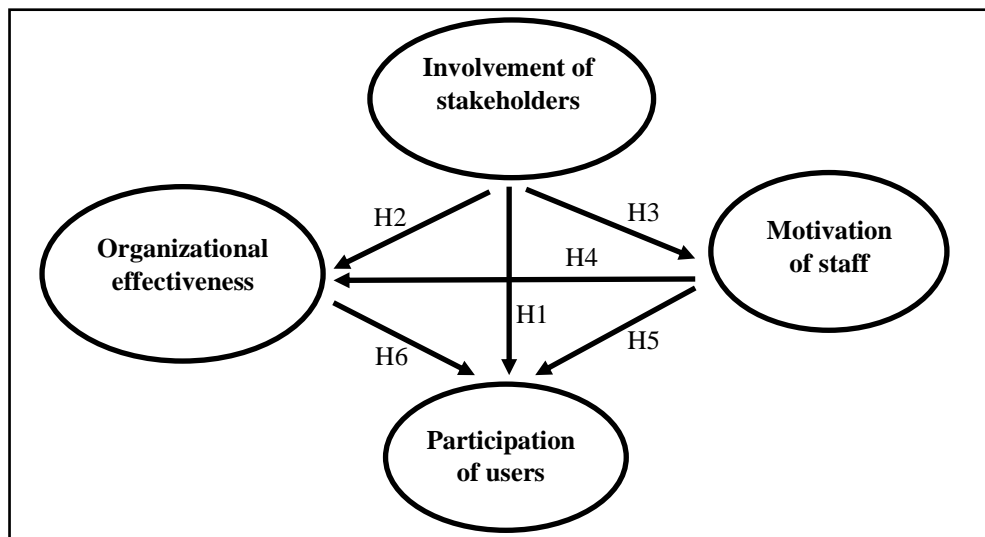 Involvement of
stakeholders
H2
H3
Organizational
effectiveness
Motivation
of staff
H4
H1
H6
H5
Participation
of users